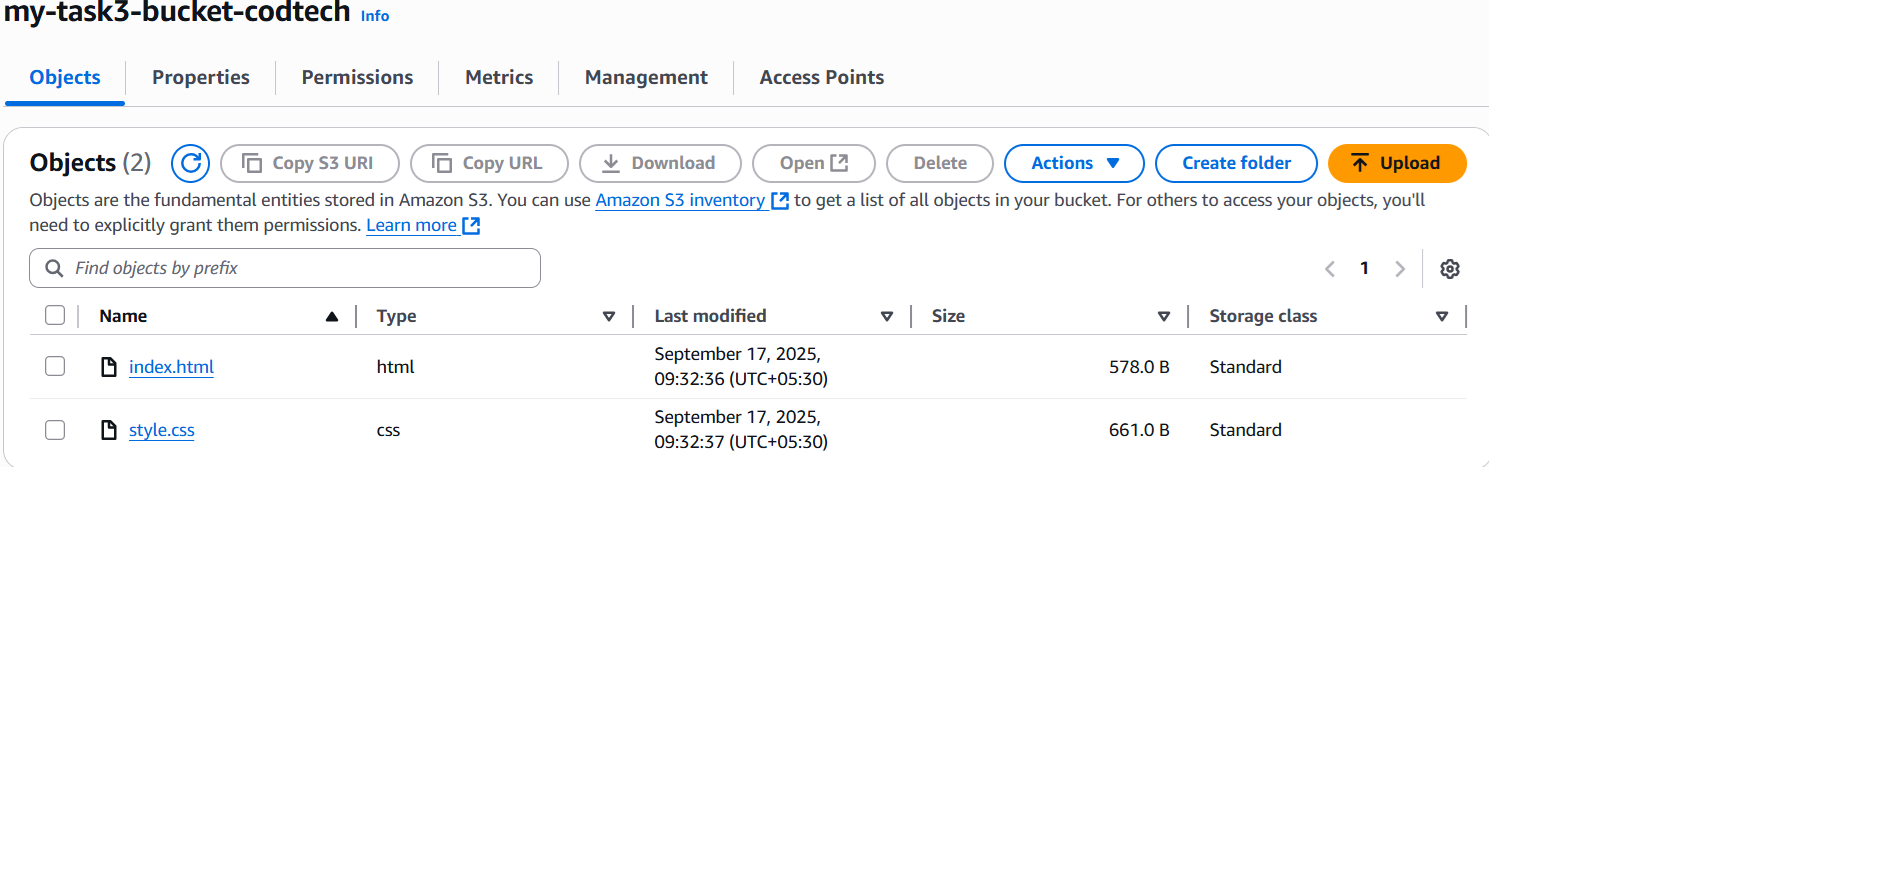 my-task3-bucket-codtech Info
Objects Properties Permissions Metrics Management Access Points
Objects (2) Copy S3 URI Copy URL Download Open Delete Actions Create folder Upload
Objects are the fundamental entities stored in Amazon S3. You can use Amazon S3 inventory to get a list of all objects in your bucket. For others to access your objects, you'll
need to explicitly grant them permissions. Learn more
Find objects by prefix 1
Name Type Last modified Size Storage class
index.html html September 17, 2025, 578.0 B Standard
09:32:36 (UTC+05:30)
style.css css September 17, 2025, 661.0 B Standard
09:32:37 (UTC+05:30)